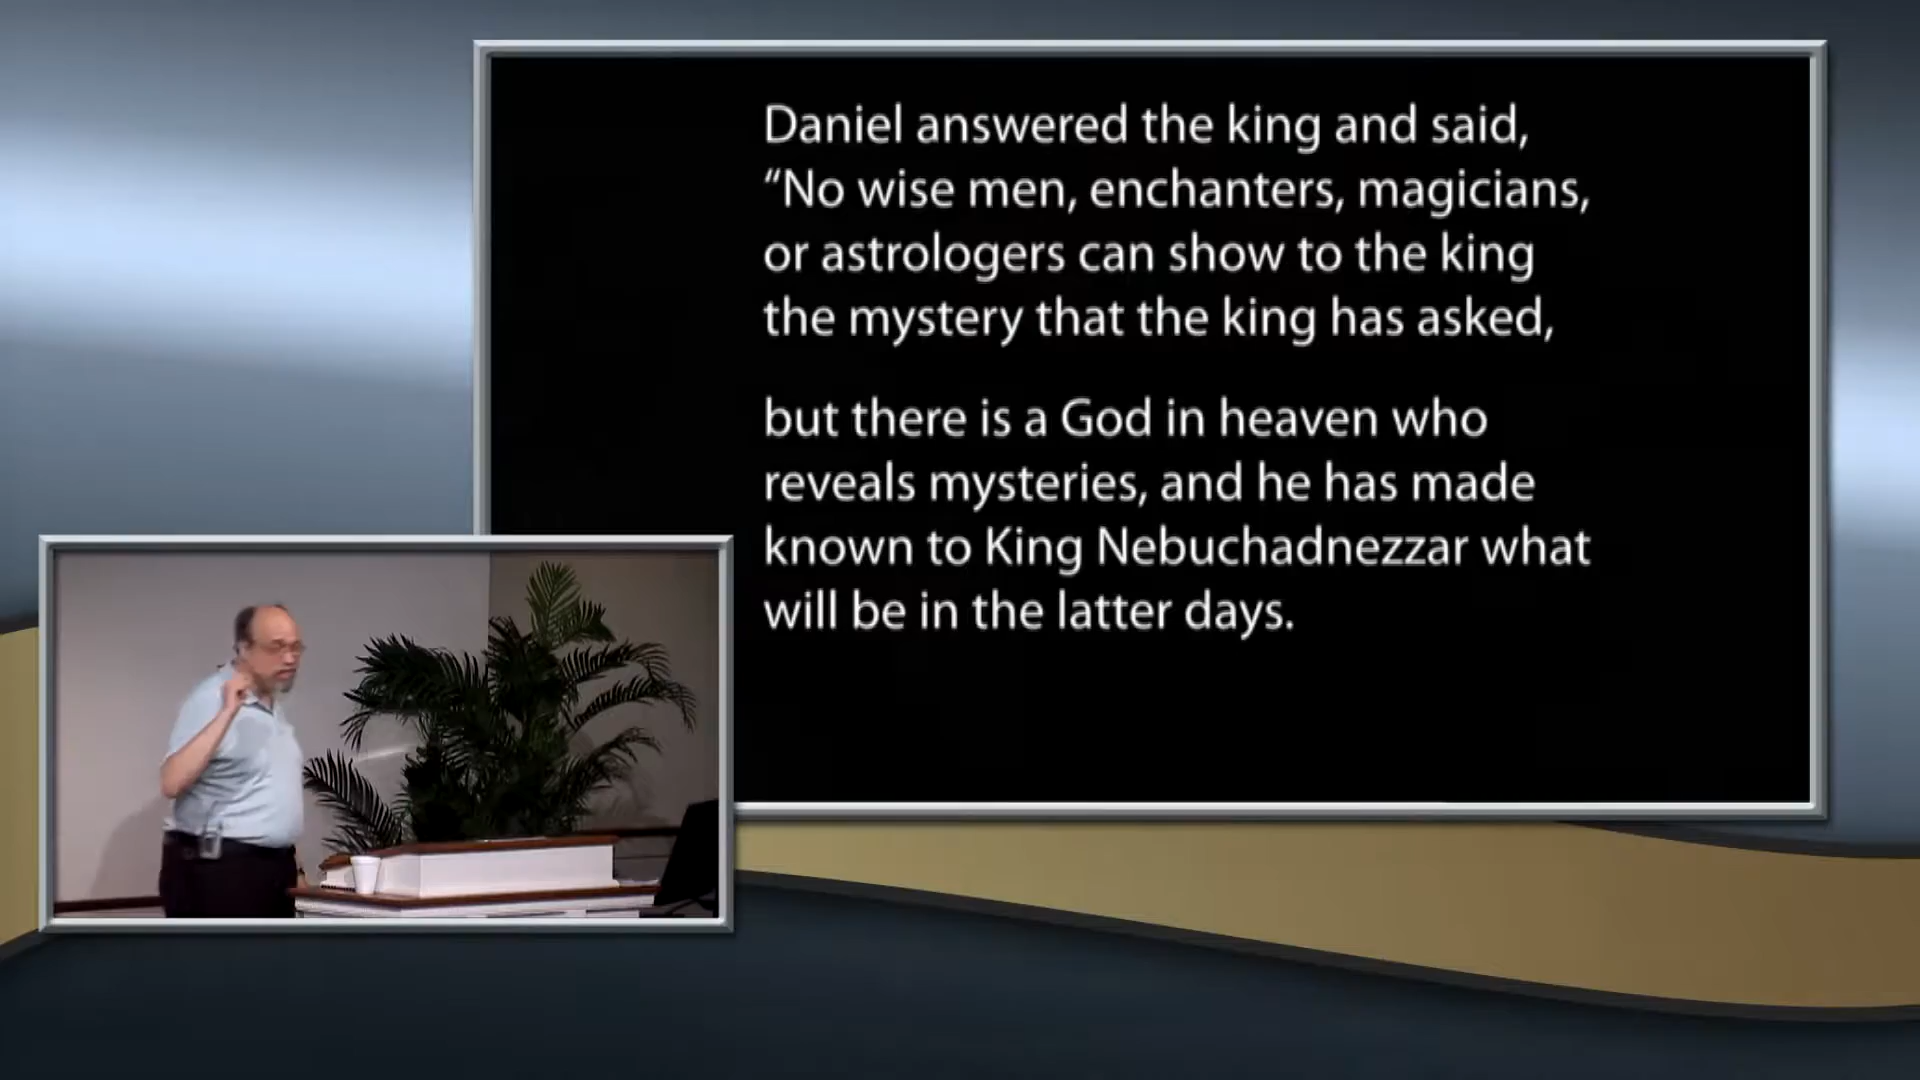 Daniel answered the king and said,
“No wise men, enchanters, magicians,
or astrologers can show to the king
the mystery that the king has asked,
but there is a God in heaven who
reveals mysteries, and he has made
known to King Nebuchadnezzar what
will be in the latter days.